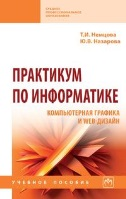 СРЕДНЕЕ
ПРОФЕССИОНАЛЬНОЕ
ОБРАЗОВАНИЕ
Т.И. Немцова
Ю.В. Назарова
ПРАКТИКУМ
ПО ИНФОРМАТИКЕ
КОМПЬЮТЕРНАЯ ГРАФИКА
И WEB-ДИЗАЙН
УЧЕБНОЕ ПОСОБИЕ